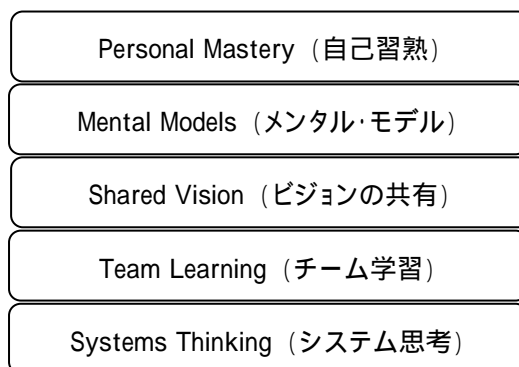 Personal Mastery (自己習熟)
Mental Models (メンタル・モデル)
Shared Vision (ビジョンの共有)
Team Learning (チーム学習)
Systems Thinking (システム思考)